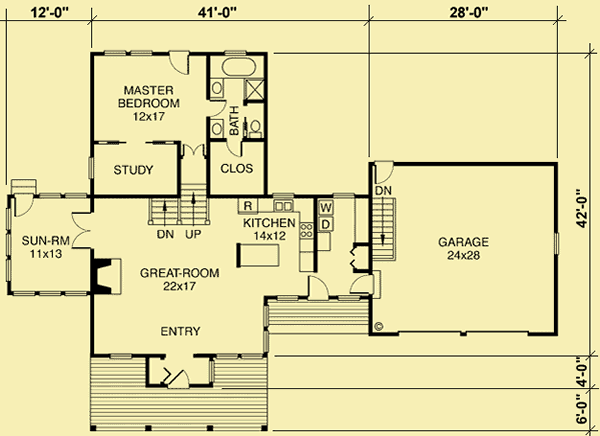 12'-0" 41'-0" 28'-0"
MASTER
BEDROOM
12x17
BATH
STUDY
CLOS
DN
42'-0"
R
W
D
KITCHEN
14x12
DN UP
SUN-RM
11x13
GREAT-ROOM
22x17
GARAGE
24x28
ENTRY
©
4'-0"
6'-0"